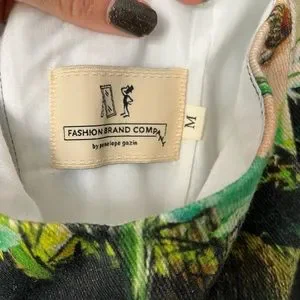 FASHION BRAND COMPANY
by penelope gazin
M